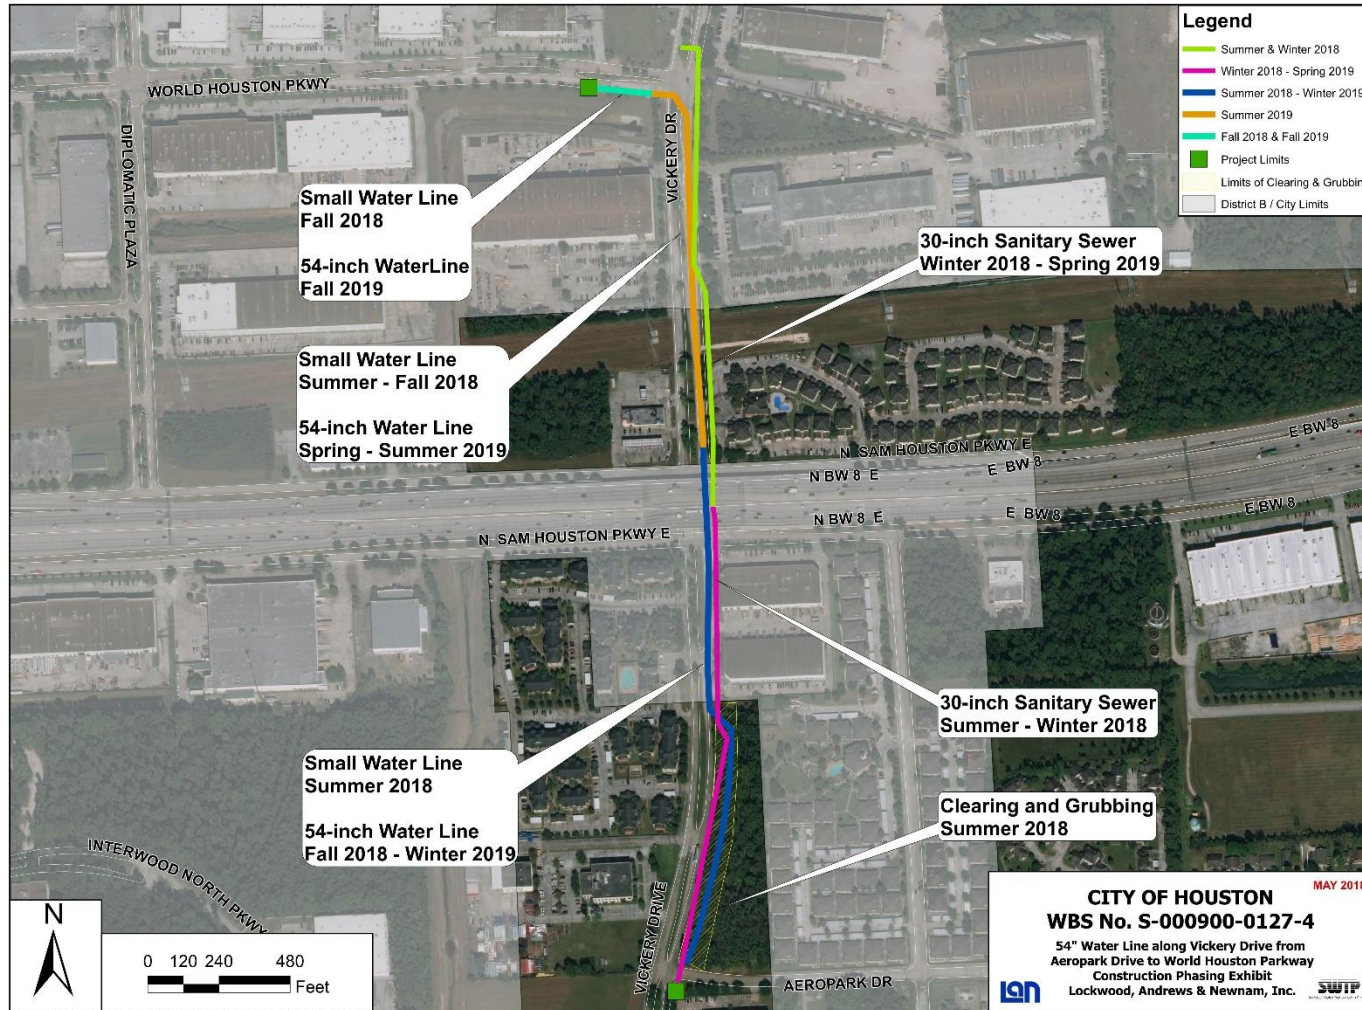 Legend
Summer & Winter 2018
Winter 2018 - Spring 2019
Summer 2018 - Winter 2019
Summer 2019
Fall 2018 & Fall 2019
Project Limits
Limits of Clearing & Grubbin
District B / City Limits
WORLD HOUSTON PKWY
DIPLOMATIC PLAZA
VICKERY DR
Small Water Line
Fall 2018
54-inch WaterLine
Fall 2019
30-inch Sanitary Sewer
Winter 2018 - Spring 2019
Small Water Line
Summer - Fall 2018
54-inch Water Line
Spring - Summer 2019
N SAM HOUSTON PKWY E
E BW 8
N BW 8 E
E BW 8
E BW 8
N BW 8 E
E BW 8
N SAM HOUSTON PKWY E
30-inch Sanitary Sewer
Summer - Winter 2018
Small Water Line
Summer 2018
54-inch Water Line
Fall 2018 - Winter 2019
Clearing and Grubbing
Summer 2018
INTERWOOD NORTH PKWY
VICKERY DRIVE
AEROPARK DR
N
0 120 240 480
Feet
MAY 2018
CITY OF HOUSTON
WBS No. S-000900-0127-4
54" Water Line along Vickery Drive from
Aeropark Drive to World Houston Parkway
Construction Phasing Exhibit
Lockwood, Andrews & Newnam, Inc.
lan
SWTP